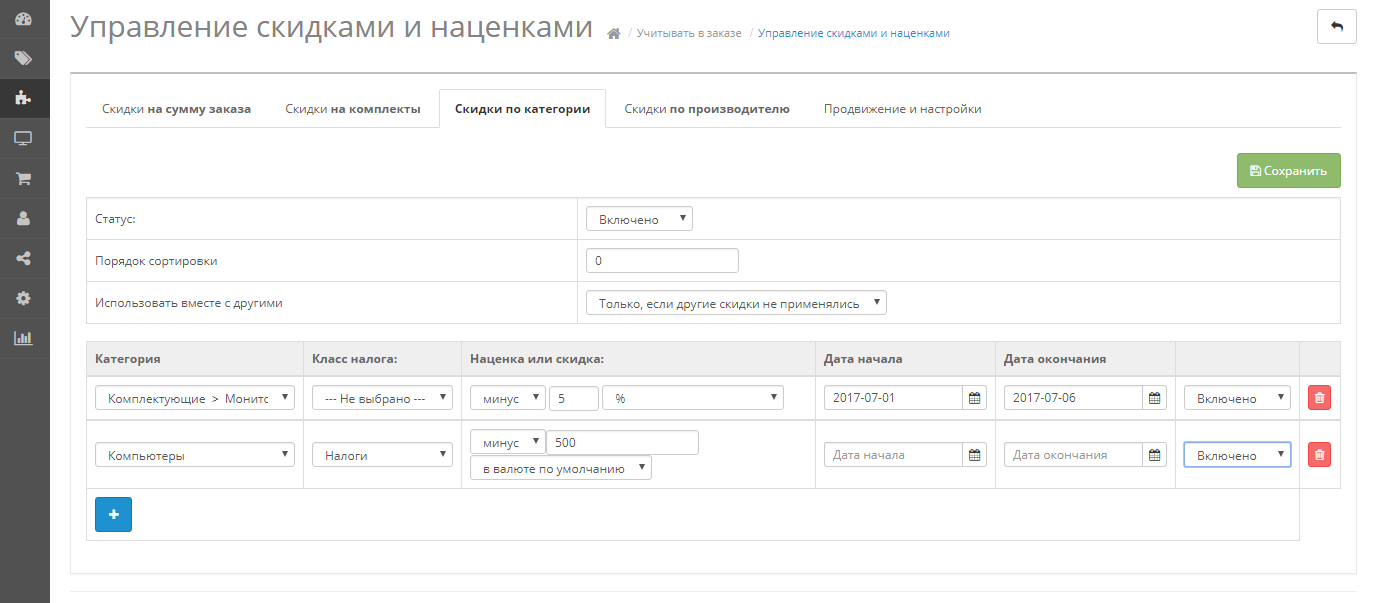 Управление скидками и наценками / Учитывать в заказе / Управление скидками и наценками
Скидки на сумму заказа Скидки на комплекты Скидки по категории Скидки по производителю Продвижение и настройки
Сохранить
Статус: Включено
Порядок сортировки 0
Использовать вместе с другими Только, если другие скидки не применялись
Категория Класс налога: Наценка или скидка: Дата начала Дата окончания
Комплектующие > Монитс --- Не выбрано --- минус 5 % 2017-07-01 2017-07-06 Включено
Компьютеры Налоги минус 500 Дата начала Дата окончания Включено
в валюте по умолчанию
+